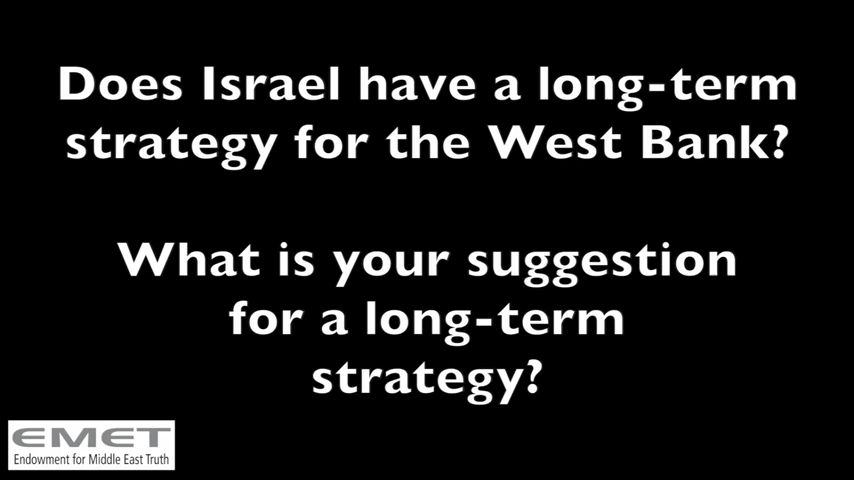 Does Israel have a long-term
strategy for the West Bank?
What is your suggestion
for a long-term
strategy?
EMET
Endowment for Middle East Truth